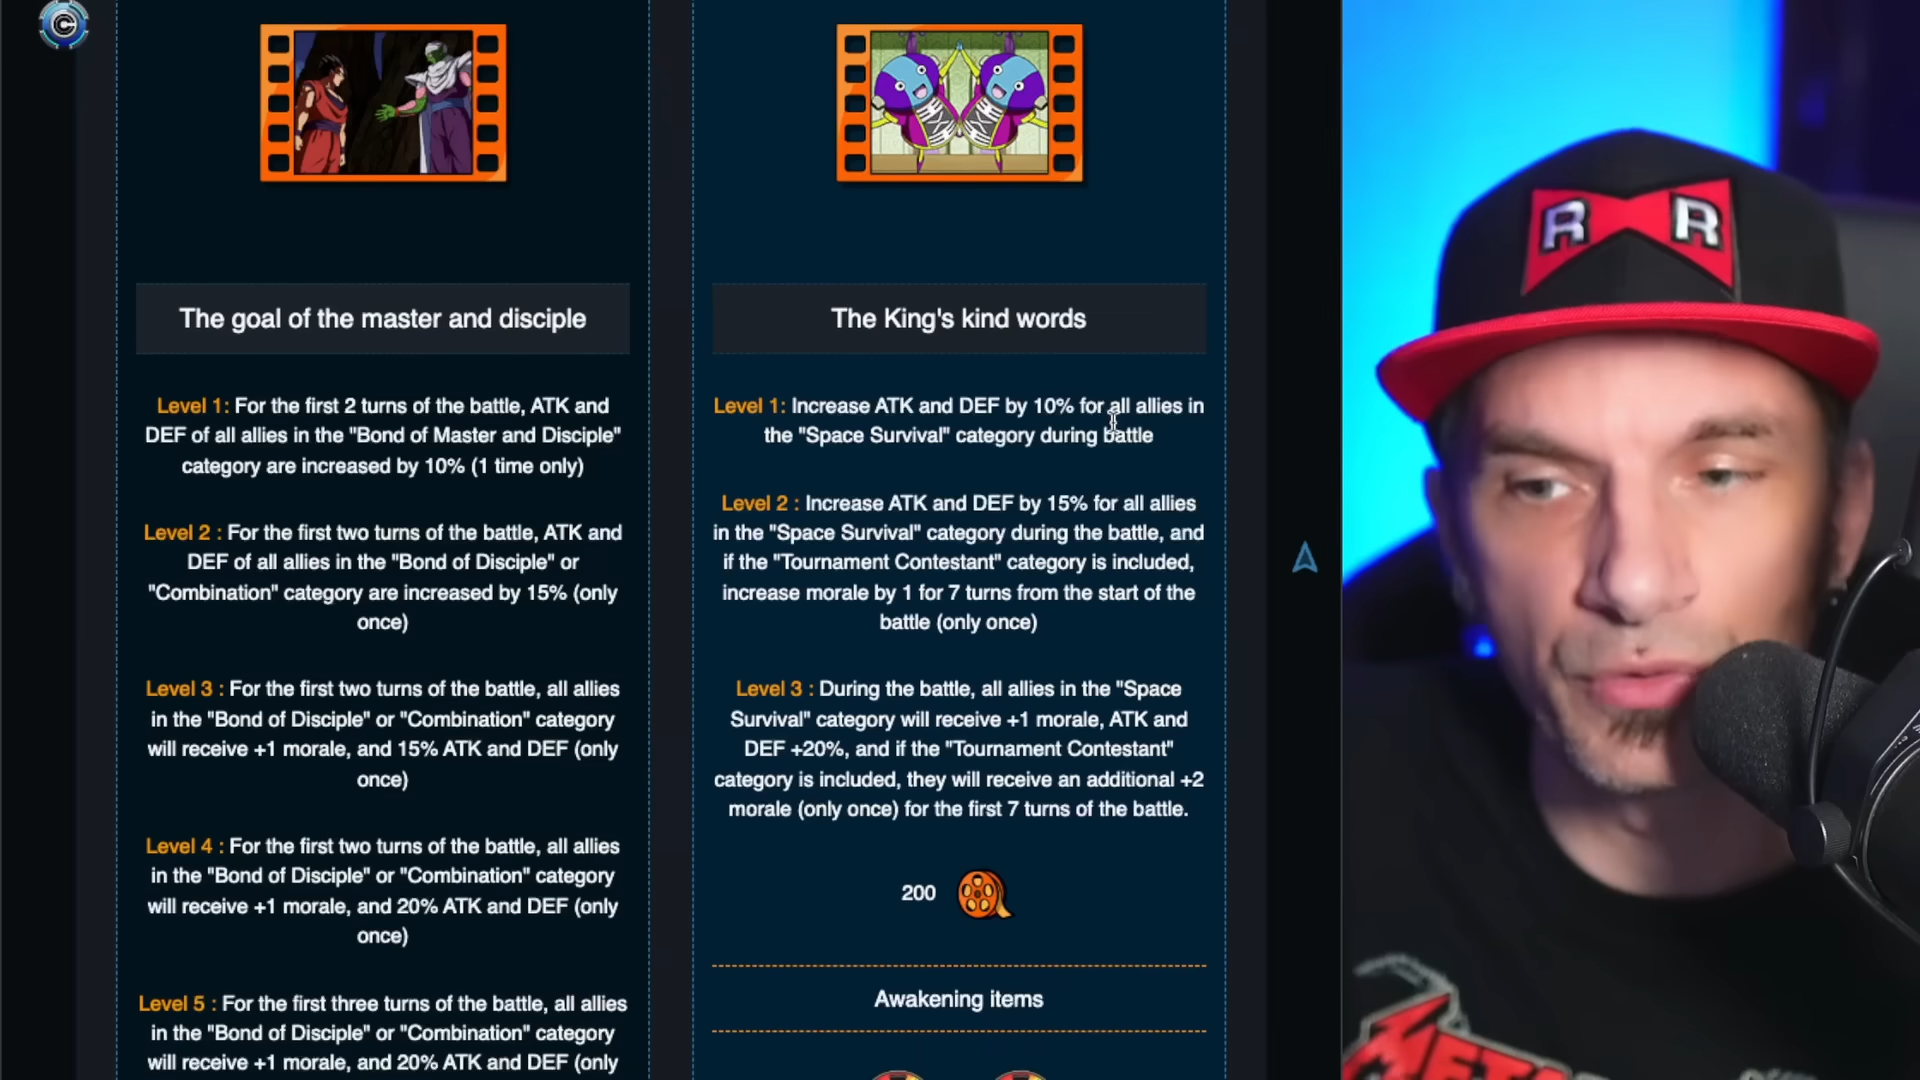 The goal of the master and disciple
Level 1: For the first 2 turns of the battle, ATK and
DEF of all allies in the "Bond of Master and Disciple"
category are increased by 10% (1 time only)
Level 2 : For the first two turns of the battle, ATK and
DEF of all allies in the "Bond of Disciple" or
"Combination" category are increased by 15% (only
once)
Level 3 : For the first two turns of the battle, all allies
in the "Bond of Disciple" or "Combination" category
will receive +1 morale, and 15% ATK and DEF (only
once)
Level 4 : For the first two turns of the battle, all allies
in the "Bond of Disciple" or "Combination" category
will receive +1 morale, and 20% ATK and DEF (only
once)
Level 5 : For the first three turns of the battle, all allies
in the "Bond of Disciple" or "Combination" category
will receive +1 morale, and 20% ATK and DEF (only
The King's kind words
Level 1: Increase ATK and DEF by 10% for all allies in
the "Space Survival" category during battle
Level 2 : Increase ATK and DEF by 15% for all allies
in the "Space Survival" category during the battle, and
if the "Tournament Contestant" category is included,
increase morale by 1 for 7 turns from the start of the
battle (only once)
Level 3 : During the battle, all allies in the "Space
Survival" category will receive +1 morale, ATK and
DEF +20%, and if the "Tournament Contestant"
category is included, they will receive an additional +2
morale (only once) for the first 7 turns of the battle.
200
Awakening items
R R